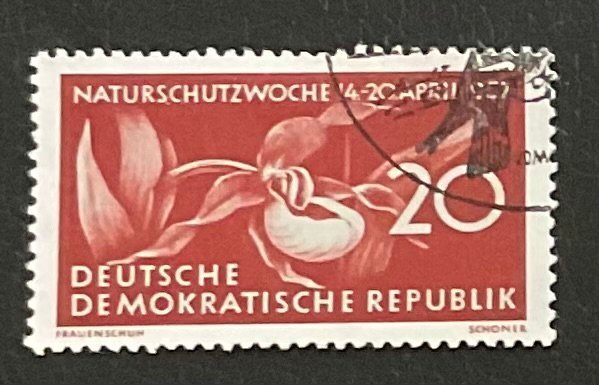 NATURSCHUTZWOCHE 14-20 APRIL 1957
20
DEUTSCHE
DEMOKRATISCHE REPUBLIK
FRAUENSCHUH
SCHONER